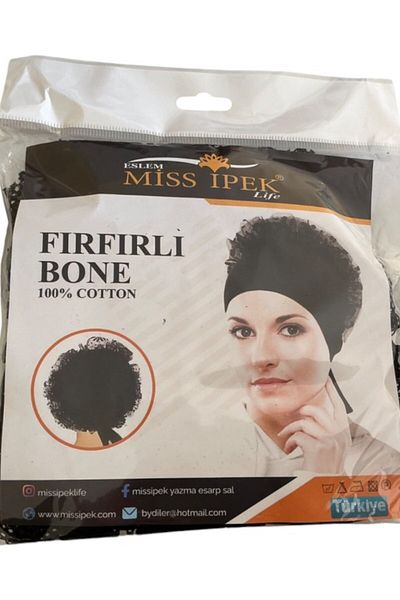 ESLEM
MISS IPEK®
Life
FIRFIRLİ
BONE
100% COTTON
missipeklife
missipek yazma esarp sal
www.missipek.com
bydiler@hotmail.com
Türkiye